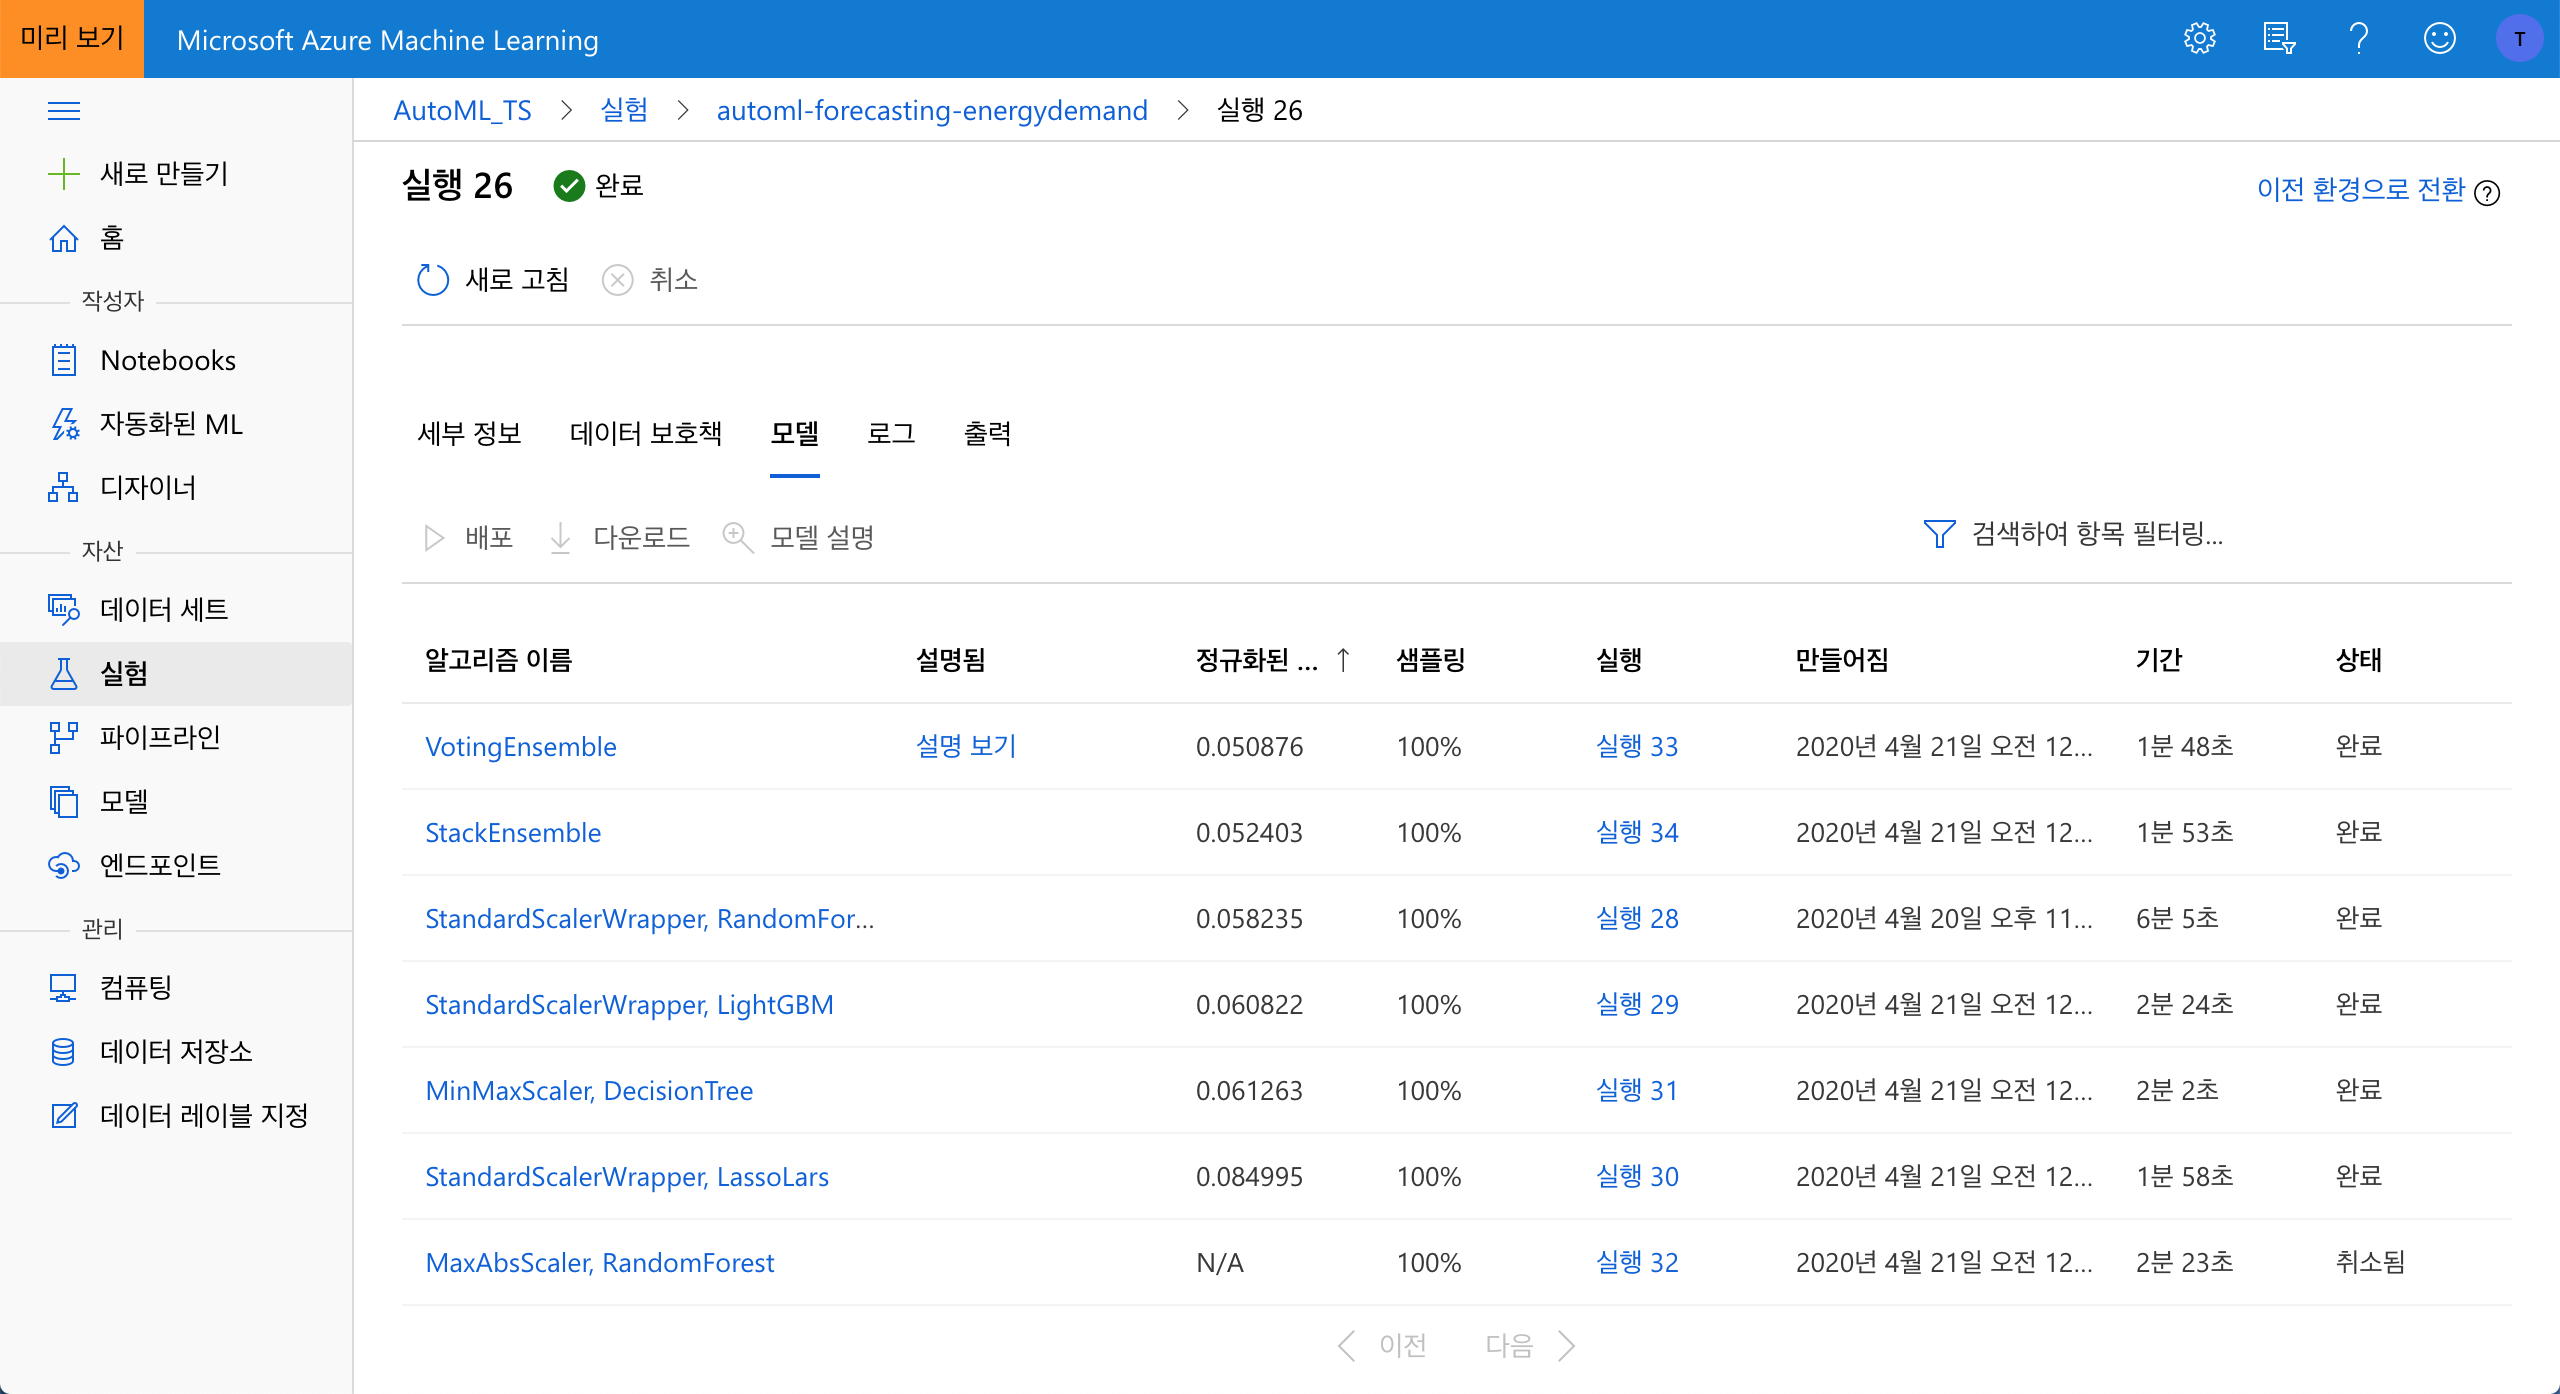 미리 보기
Microsoft Azure Machine Learning
T
새로 만들기
홈
작성자
Notebooks
자동화된 ML
디자이너
자산
데이터 세트
실험
파이프라인
모델
엔드포인트
관리
컴퓨팅
데이터 저장소
데이터 레이블 지정
AutoML_TS > 실험 > automl-forecasting-energydemand > 실행 26
실행 26 완료
이전 환경으로 전환
새로 고침 취소
세부 정보 데이터 보호책 모델 로그 출력
배포 다운로드 모델 설명 검색하여 항목 필터링...
알고리즘 이름 설명됨 정규화된 ... ↑ 샘플링 실행 만들어짐 기간 상태
VotingEnsemble 설명 보기 0.050876 100% 실행 33 2020년 4월 21일 오전 12... 1분 48초 완료
StackEnsemble 0.052403 100% 실행 34 2020년 4월 21일 오전 12... 1분 53초 완료
StandardScalerWrapper, RandomFor... 0.058235 100% 실행 28 2020년 4월 20일 오후 11... 6분 5초 완료
StandardScalerWrapper, LightGBM 0.060822 100% 실행 29 2020년 4월 21일 오전 12... 2분 24초 완료
MinMaxScaler, DecisionTree 0.061263 100% 실행 31 2020년 4월 21일 오전 12... 2분 2초 완료
StandardScalerWrapper, LassoLars 0.084995 100% 실행 30 2020년 4월 21일 오전 12... 1분 58초 완료
MaxAbsScaler, RandomForest N/A 100% 실행 32 2020년 4월 21일 오전 12... 2분 23초 취소됨
이전 다음